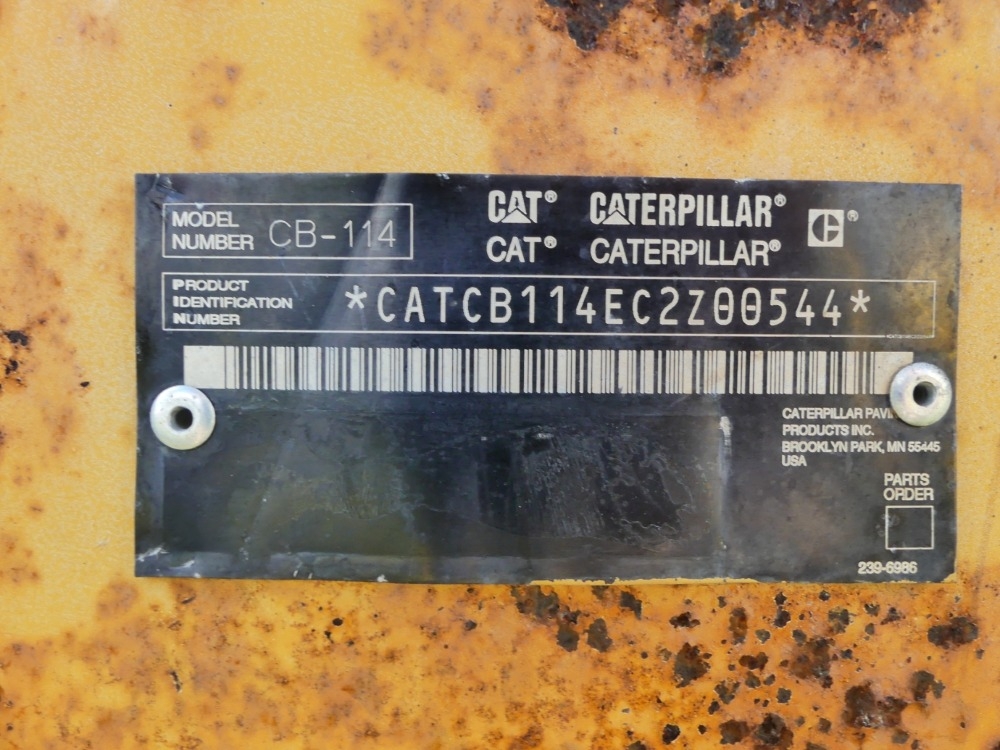 CAT® CATERPILLAR®
MODEL NUMBER CB-114
CAT® CATERPILLAR®
PRODUCT
IDENTIFICATION
NUMBER
*CATCB114EC2Z00544*
CATERPILLAR
PRODUCTS INC.
BROOKLYN PARK, MN 55445
USA
PARTS
ORDER
239-6986